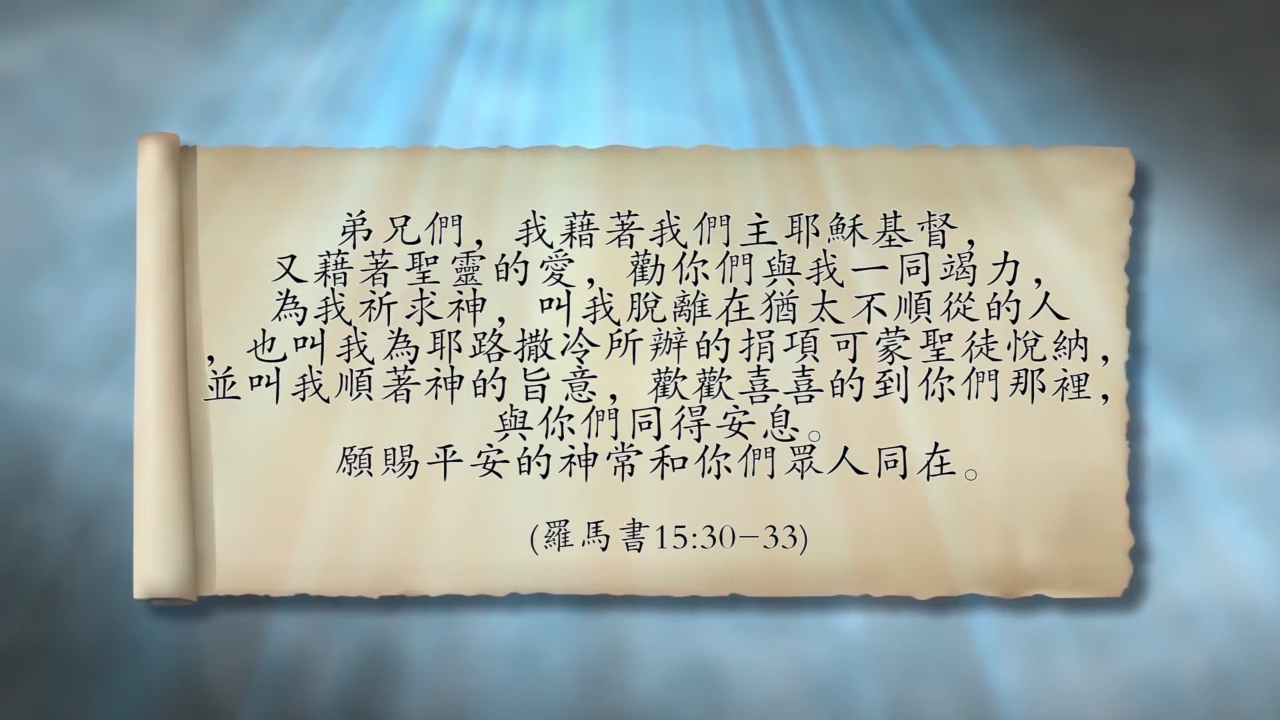 弟兄們，我藉著我們主耶穌基督，
又藉著聖靈的愛，勸你們與我一同竭力，
為我祈求神，叫我脫離在猶太不順從的人
，也叫我為耶路撒冷所辦的捐項可蒙聖徒悅納，
並叫我順著神的旨意，歡歡喜喜的到你們那裡，
與你們同得安息。
願賜平安的神常和你們眾人同在。
(羅馬書15:30-33)